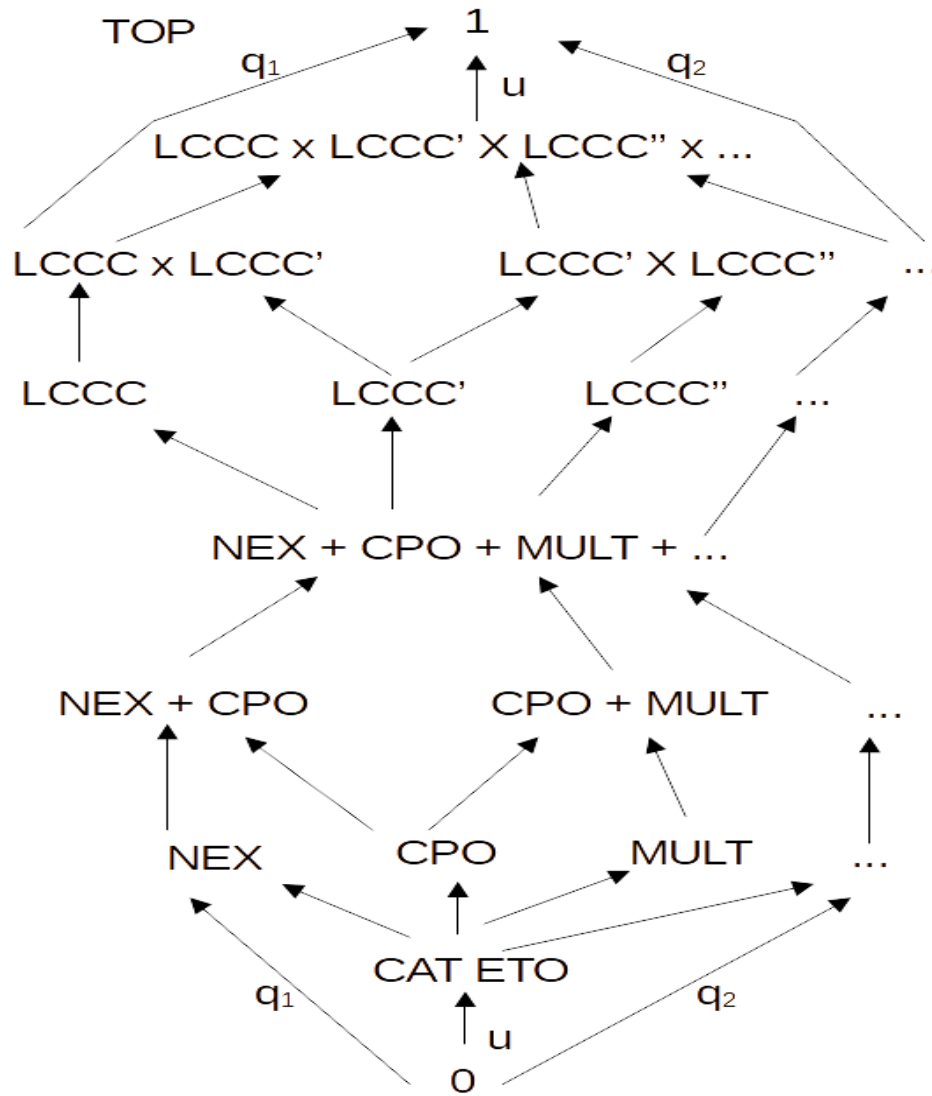 TOP
1
q₁
q₂
u
LCCC x LCCC' X LCCC'' x ...
LCCC x LCCC'
LCCC' X LCCC''
...
LCCC
LCCC'
LCCC''
...
NEX + CPO + MULT + ...
NEX + CPO
CPO + MULT
...
NEX
CPO
MULT
...
CAT ETO
q₁
q₂
u
0